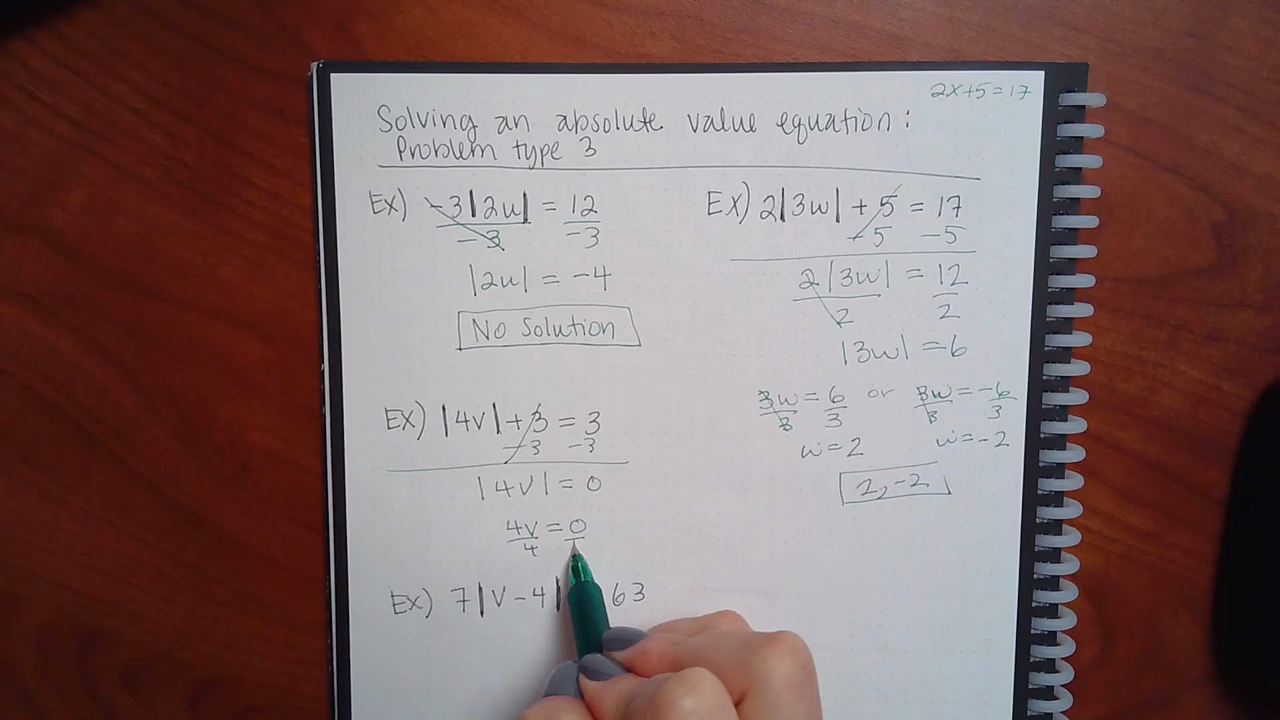 2x+5=17
Solving an absolute value equation:
Problem type 3
Ex) -3|2u| = 12
-3 -3
|2u| = -4
No Solution
Ex) |4v| + 3 = 3
-3 -3
|4v| = 0
4v = 0
4
Ex) 7|v-4| 63
Ex) 2|3w| + 5 = 17
-5 -5
2|3w| = 12
2 2
|3w| = 6
3w = 6 or 3w = -6
3 3 3 3
w = 2 w = -2
2, -2